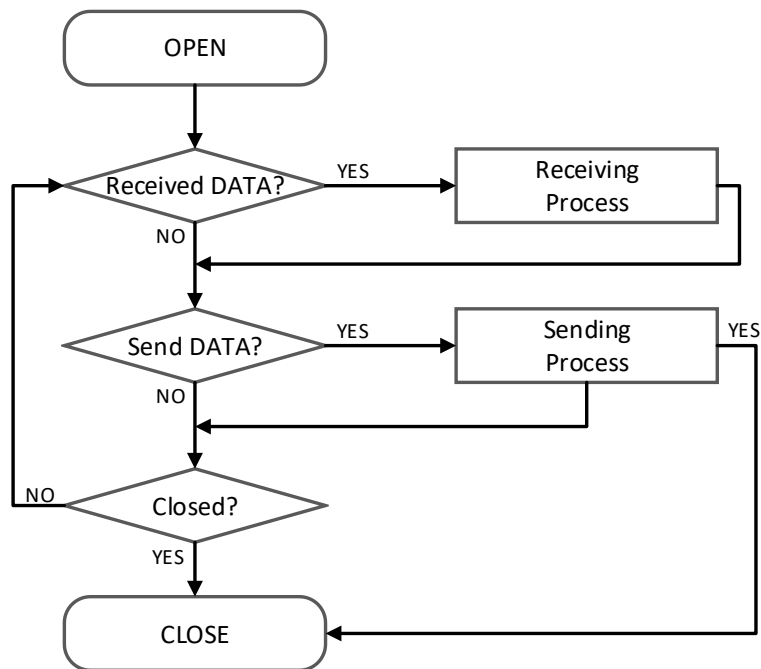 OPEN
Received DATA?
YES
Receiving
Process
NO
Send DATA?
YES
Sending
Process
YES
NO
Closed?
NO
YES
CLOSE